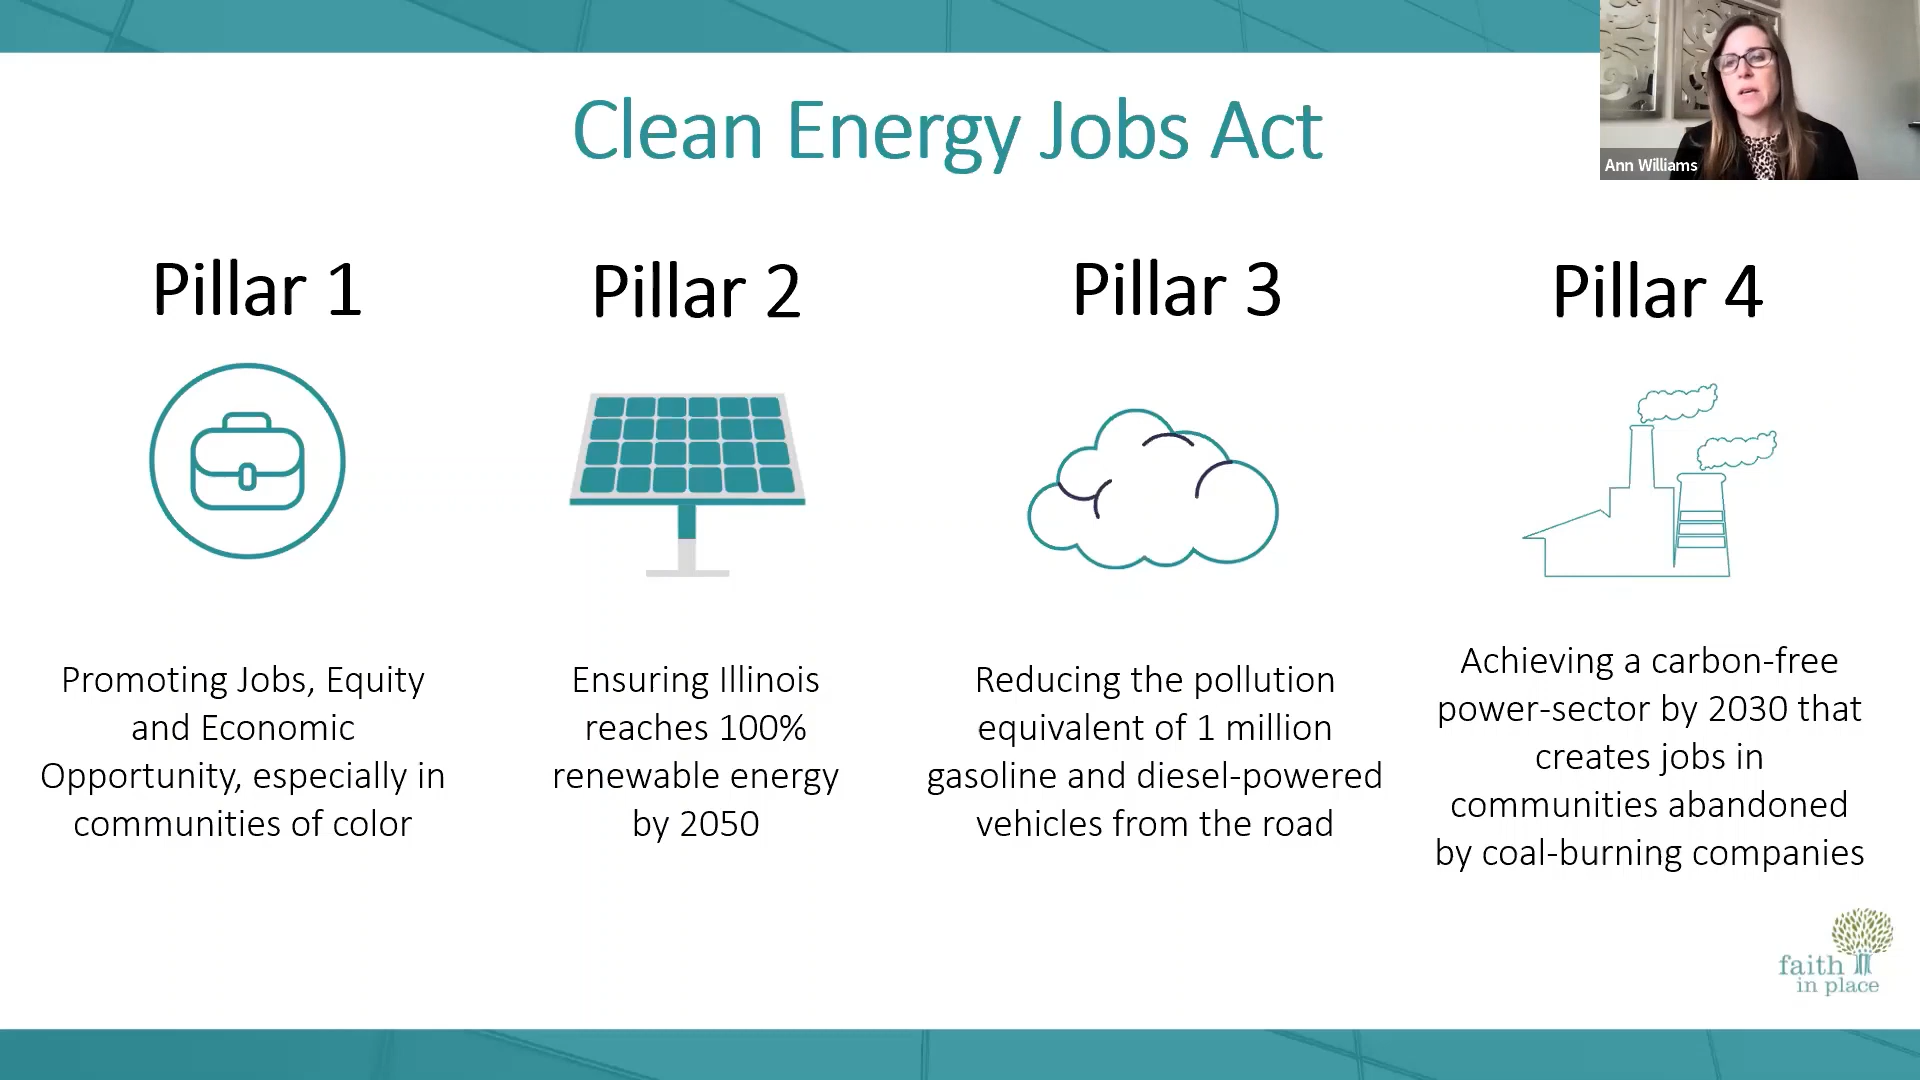 Clean Energy Jobs Act
Ann Williams
Pillar 1
Promoting Jobs, Equity
and Economic
Opportunity, especially in
communities of color
Pillar 2
Ensuring Illinois
reaches 100%
renewable energy
by 2050
Pillar 3
Reducing the pollution
equivalent of 1 million
gasoline and diesel-powered
vehicles from the road
Pillar 4
Achieving a carbon-free
power-sector by 2030 that
creates jobs in
communities abandoned
by coal-burning companies
faith
in place